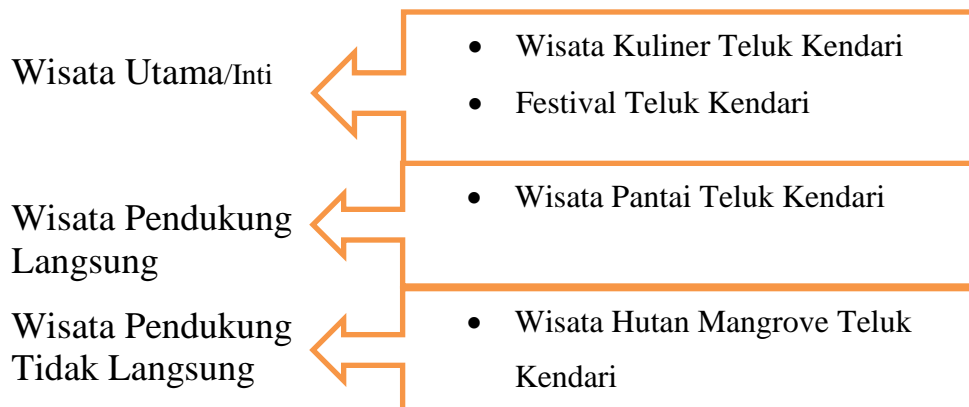 Wisata Utama/Inti
• Wisata Kuliner Teluk Kendari
• Festival Teluk Kendari
Wisata Pendukung
Langsung
• Wisata Pantai Teluk Kendari
Wisata Pendukung
Tidak Langsung
• Wisata Hutan Mangrove Teluk
Kendari